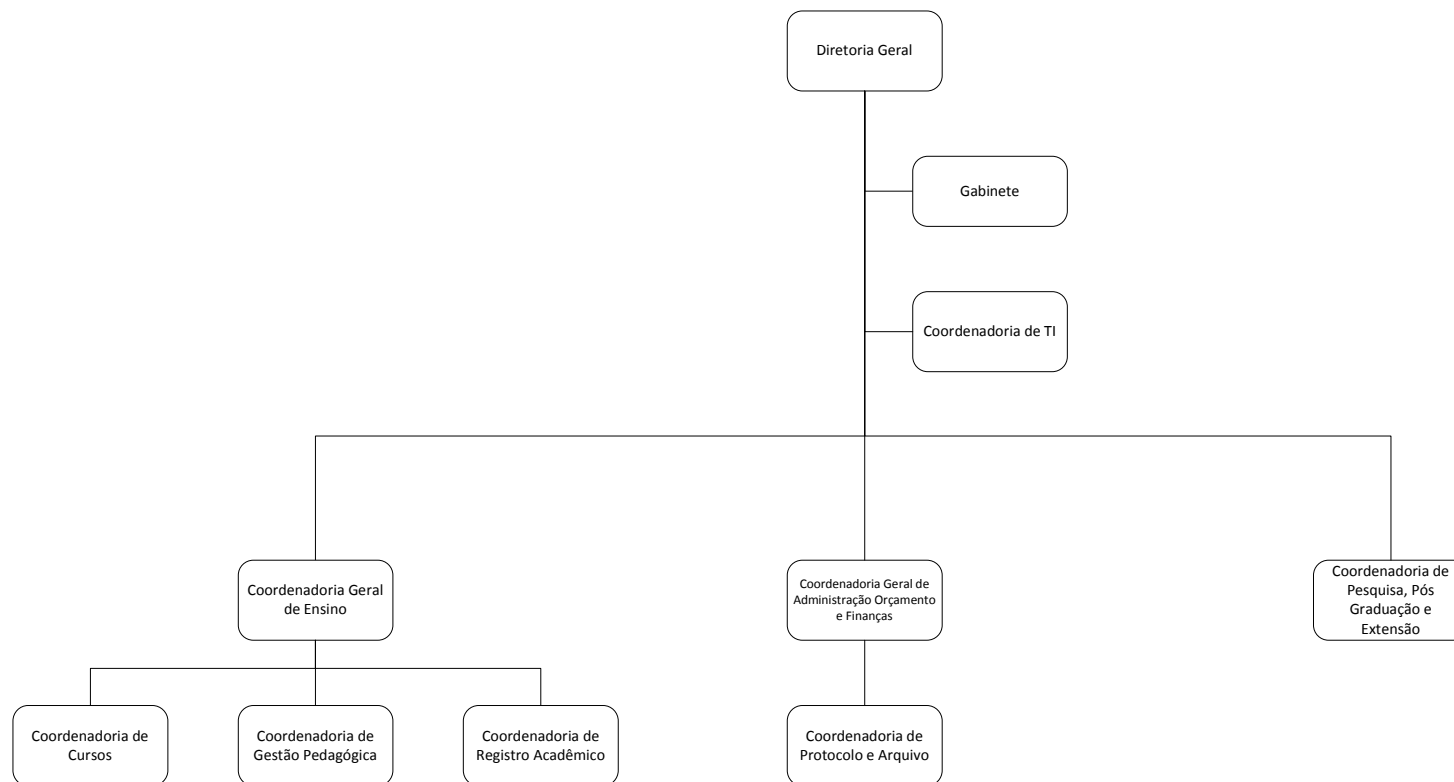 Diretoria Geral
Gabinete
Coordenadoria de TI
Coordenadoria Geral
de Ensino
Coordenadoria Geral de
Administração Orçamento
e Finanças
Coordenadoria de
Pesquisa, Pós
Graduação e
Extensão
Coordenadoria de
Cursos
Coordenadoria de
Gestão Pedagógica
Coordenadoria de
Registro Acadêmico
Coordenadoria de
Protocolo e Arquivo